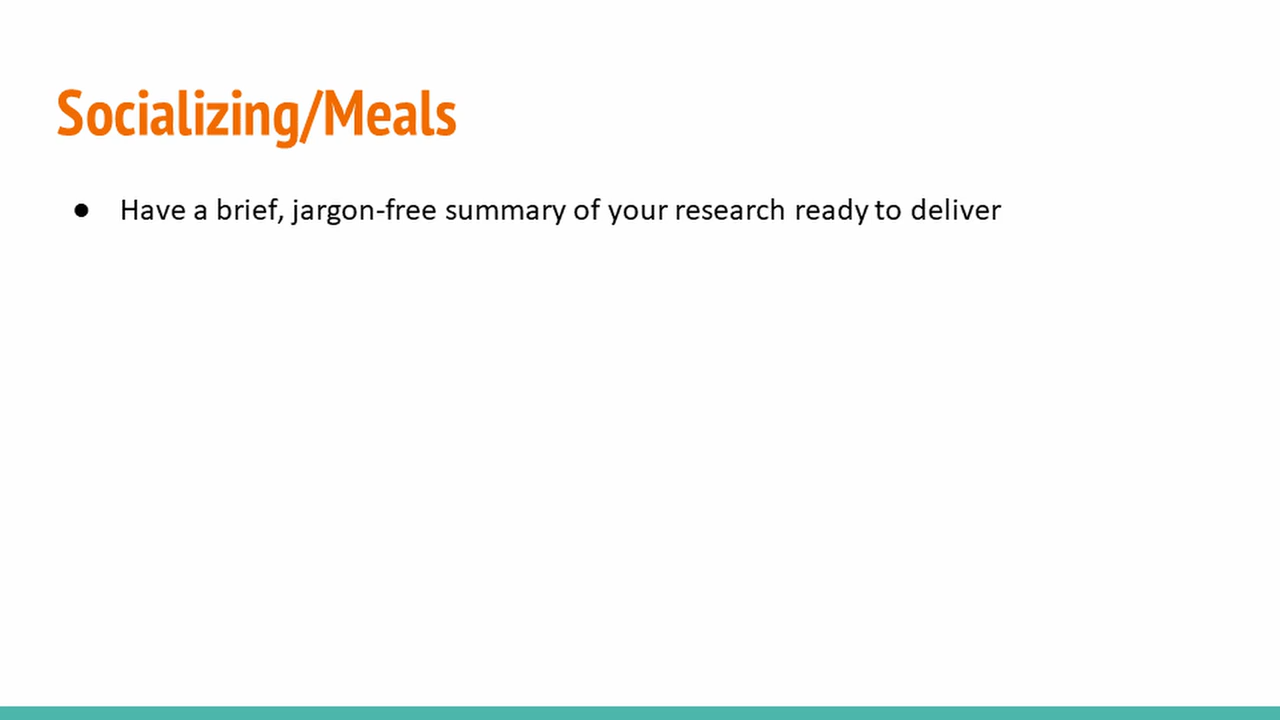 Socializing/Meals
● Have a brief, jargon-free summary of your research ready to deliver